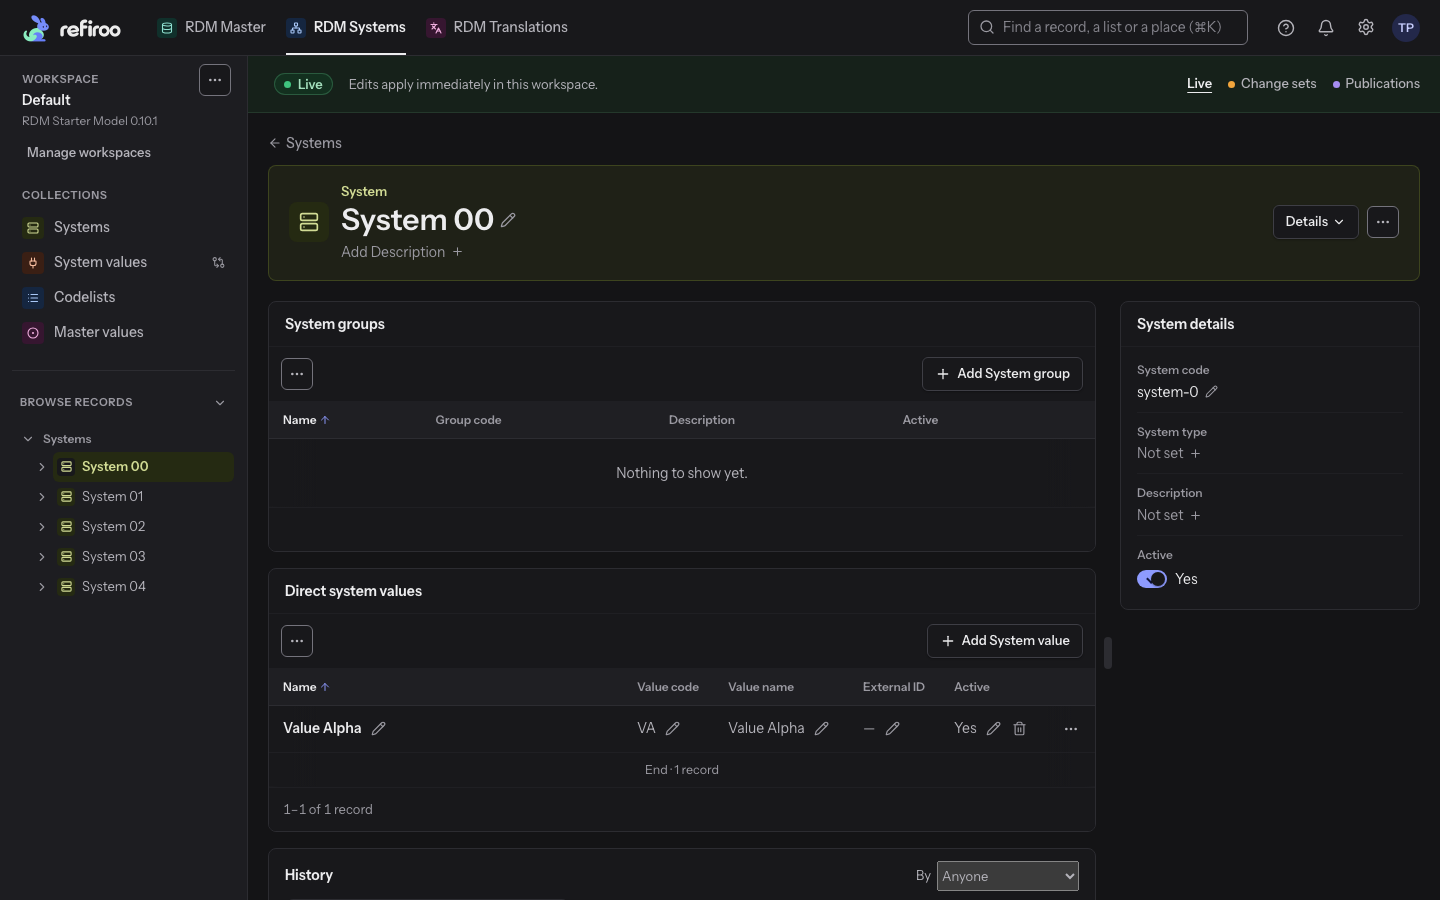 refiroo
RDM Master
RDM Systems
RDM Translations
Find a record, a list or a place (⌘K)
TP
WORKSPACE
Default
RDM Starter Model 0.10.1
Manage workspaces
COLLECTIONS
Systems
System values
Codelists
Master values
BROWSE RECORDS
Systems
System 00
System 01
System 02
System 03
System 04
Live
Edits apply immediately in this workspace.
Live
Change sets
Publications
← Systems
System
System 00
Add Description +
Details
System groups
+ Add System group
Name ↑ Group code Description Active
Nothing to show yet.
Direct system values
+ Add System value
Name ↑ Value code Value name External ID Active
Value Alpha VA Value Alpha — Yes
End · 1 record
1–1 of 1 record
History
By Anyone
System details
System code
system-0
System type
Not set +
Description
Not set +
Active
Yes